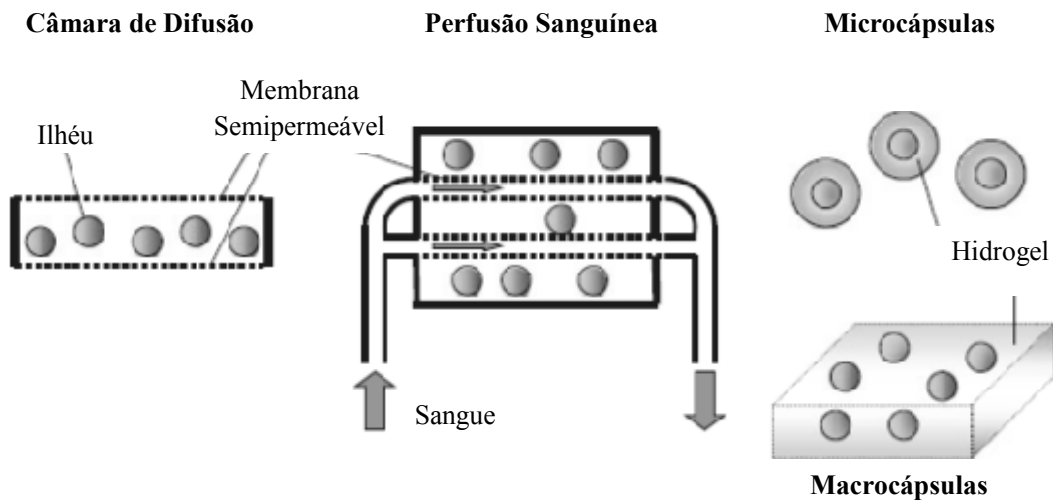 Câmara de Difusão
Perfusão Sanguínea
Microcápsulas
Membrana
Semipermeável
Ilhéu
Hidrogel
Sangue
Macrocápsulas